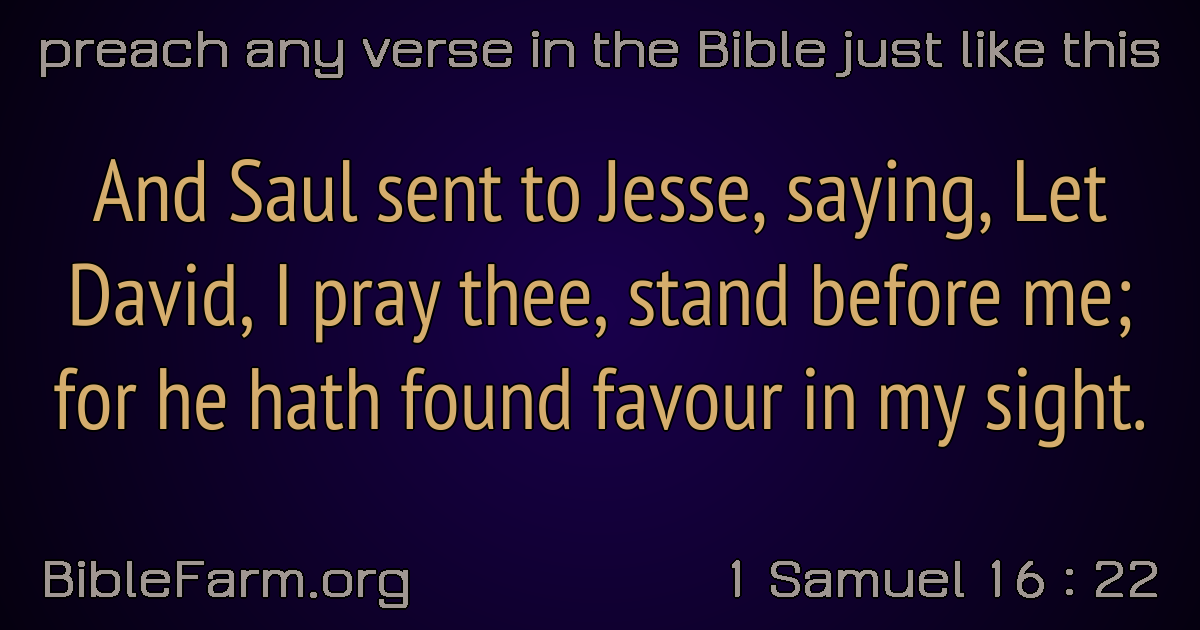 preach any verse in the Bible just like this
And Saul sent to Jesse, saying, Let
David, I pray thee, stand before me;
for he hath found favour in my sight.
BibleFarm.org
1 Samuel 16 : 22